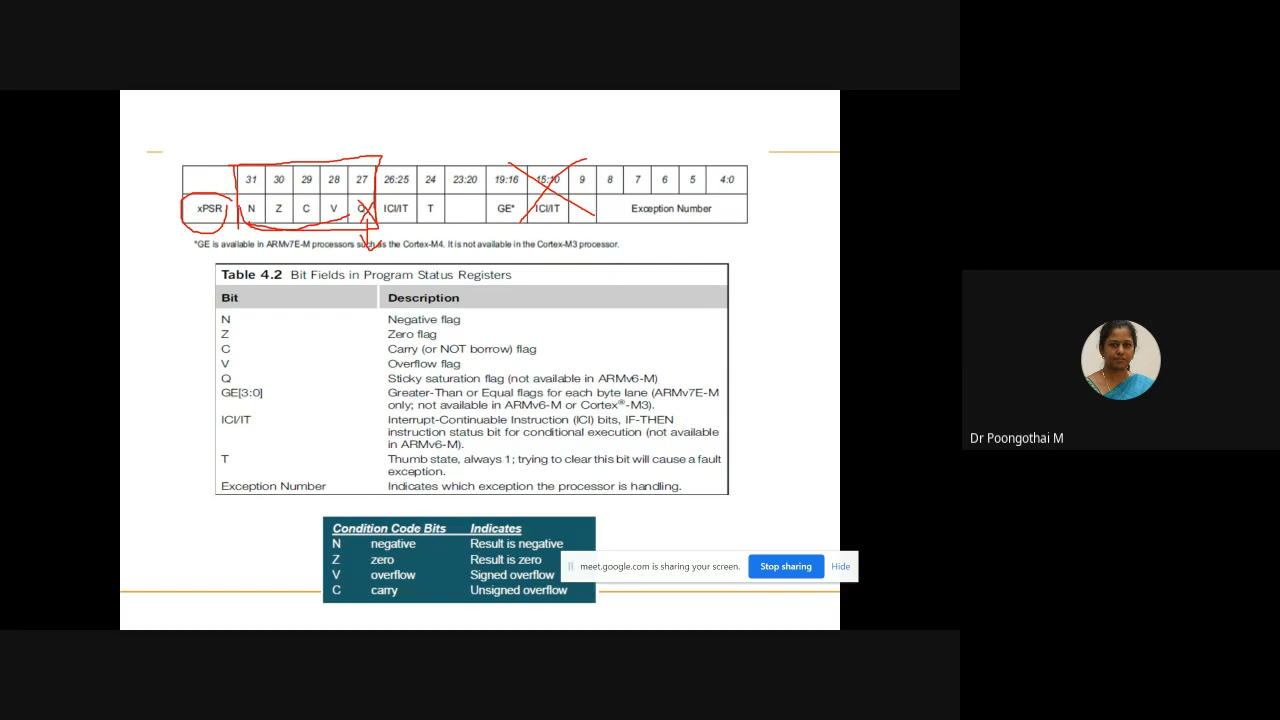 31 30 29 28 27 26:25 24 23:20 19:16 15:10 9 8 7 6 5 4:0
xPSR N Z C V Q ICI/IT T GE* ICI/IT Exception Number
*GE is available in ARMv7E-M processors such as the Cortex-M4. It is not available in the Cortex-M3 processor.
Table 4.2 Bit Fields in Program Status Registers
Bit Description
N Negative flag
Z Zero flag
C Carry (or NOT borrow) flag
V Overflow flag
Q Sticky saturation flag (not available in ARMv6-M)
GE[3:0] Greater-Than or Equal flags for each byte lane (ARMv7E-M
only; not available in ARMv6-M or Cortex®-M3).
ICI/IT Interrupt-Continuable Instruction (ICI) bits, IF-THEN
instruction status bit for conditional execution (not available
in ARMv6-M).
T Thumb state, always 1; trying to clear this bit will cause a fault
exception.
Exception Number Indicates which exception the processor is handling.
Condition Code Bits Indicates
N negative Result is negative
Z zero Result is zero
V overflow Signed overflow
C carry Unsigned overflow
meet.google.com is sharing your screen. Stop sharing Hide
Dr Poongothai M